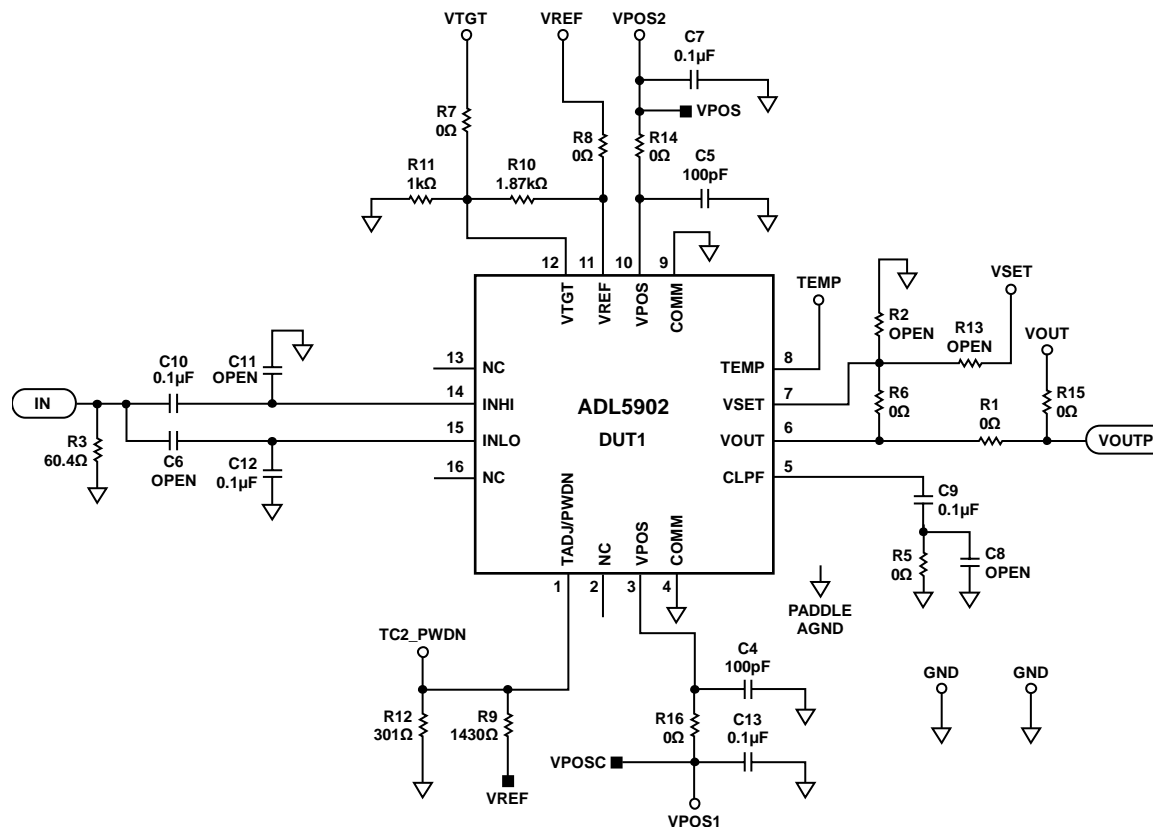 VTGT
VREF
VPOS2
C7
0.1µF
VPOS
R7
0Ω
R8
0Ω
R14
0Ω
C5
100pF
R11
1kΩ
R10
1.87kΩ
12
11
10
9
VTGT
VREF
VPOS
COMM
TEMP
VSET
R2
OPEN
R13
OPEN
VOUT
C10
0.1µF
C11
OPEN
13
NC
TEMP
8
IN
14
INHI
ADL5902
VSET
7
R6
0Ω
R1
0Ω
R15
0Ω
R3
60.4Ω
15
INLO
DUT1
VOUT
6
VOUTP
C6
OPEN
C12
0.1µF
16
NC
CLPF
5
C9
0.1µF
TADJ/PWDN
NC
VPOS
COMM
R5
0Ω
C8
OPEN
1
2
3
4
PADDLE
AGND
TC2_PWDN
C4
100pF
GND
GND
R12
301Ω
R9
1430Ω
R16
0Ω
C13
0.1µF
VPOSC
VREF
VPOS1